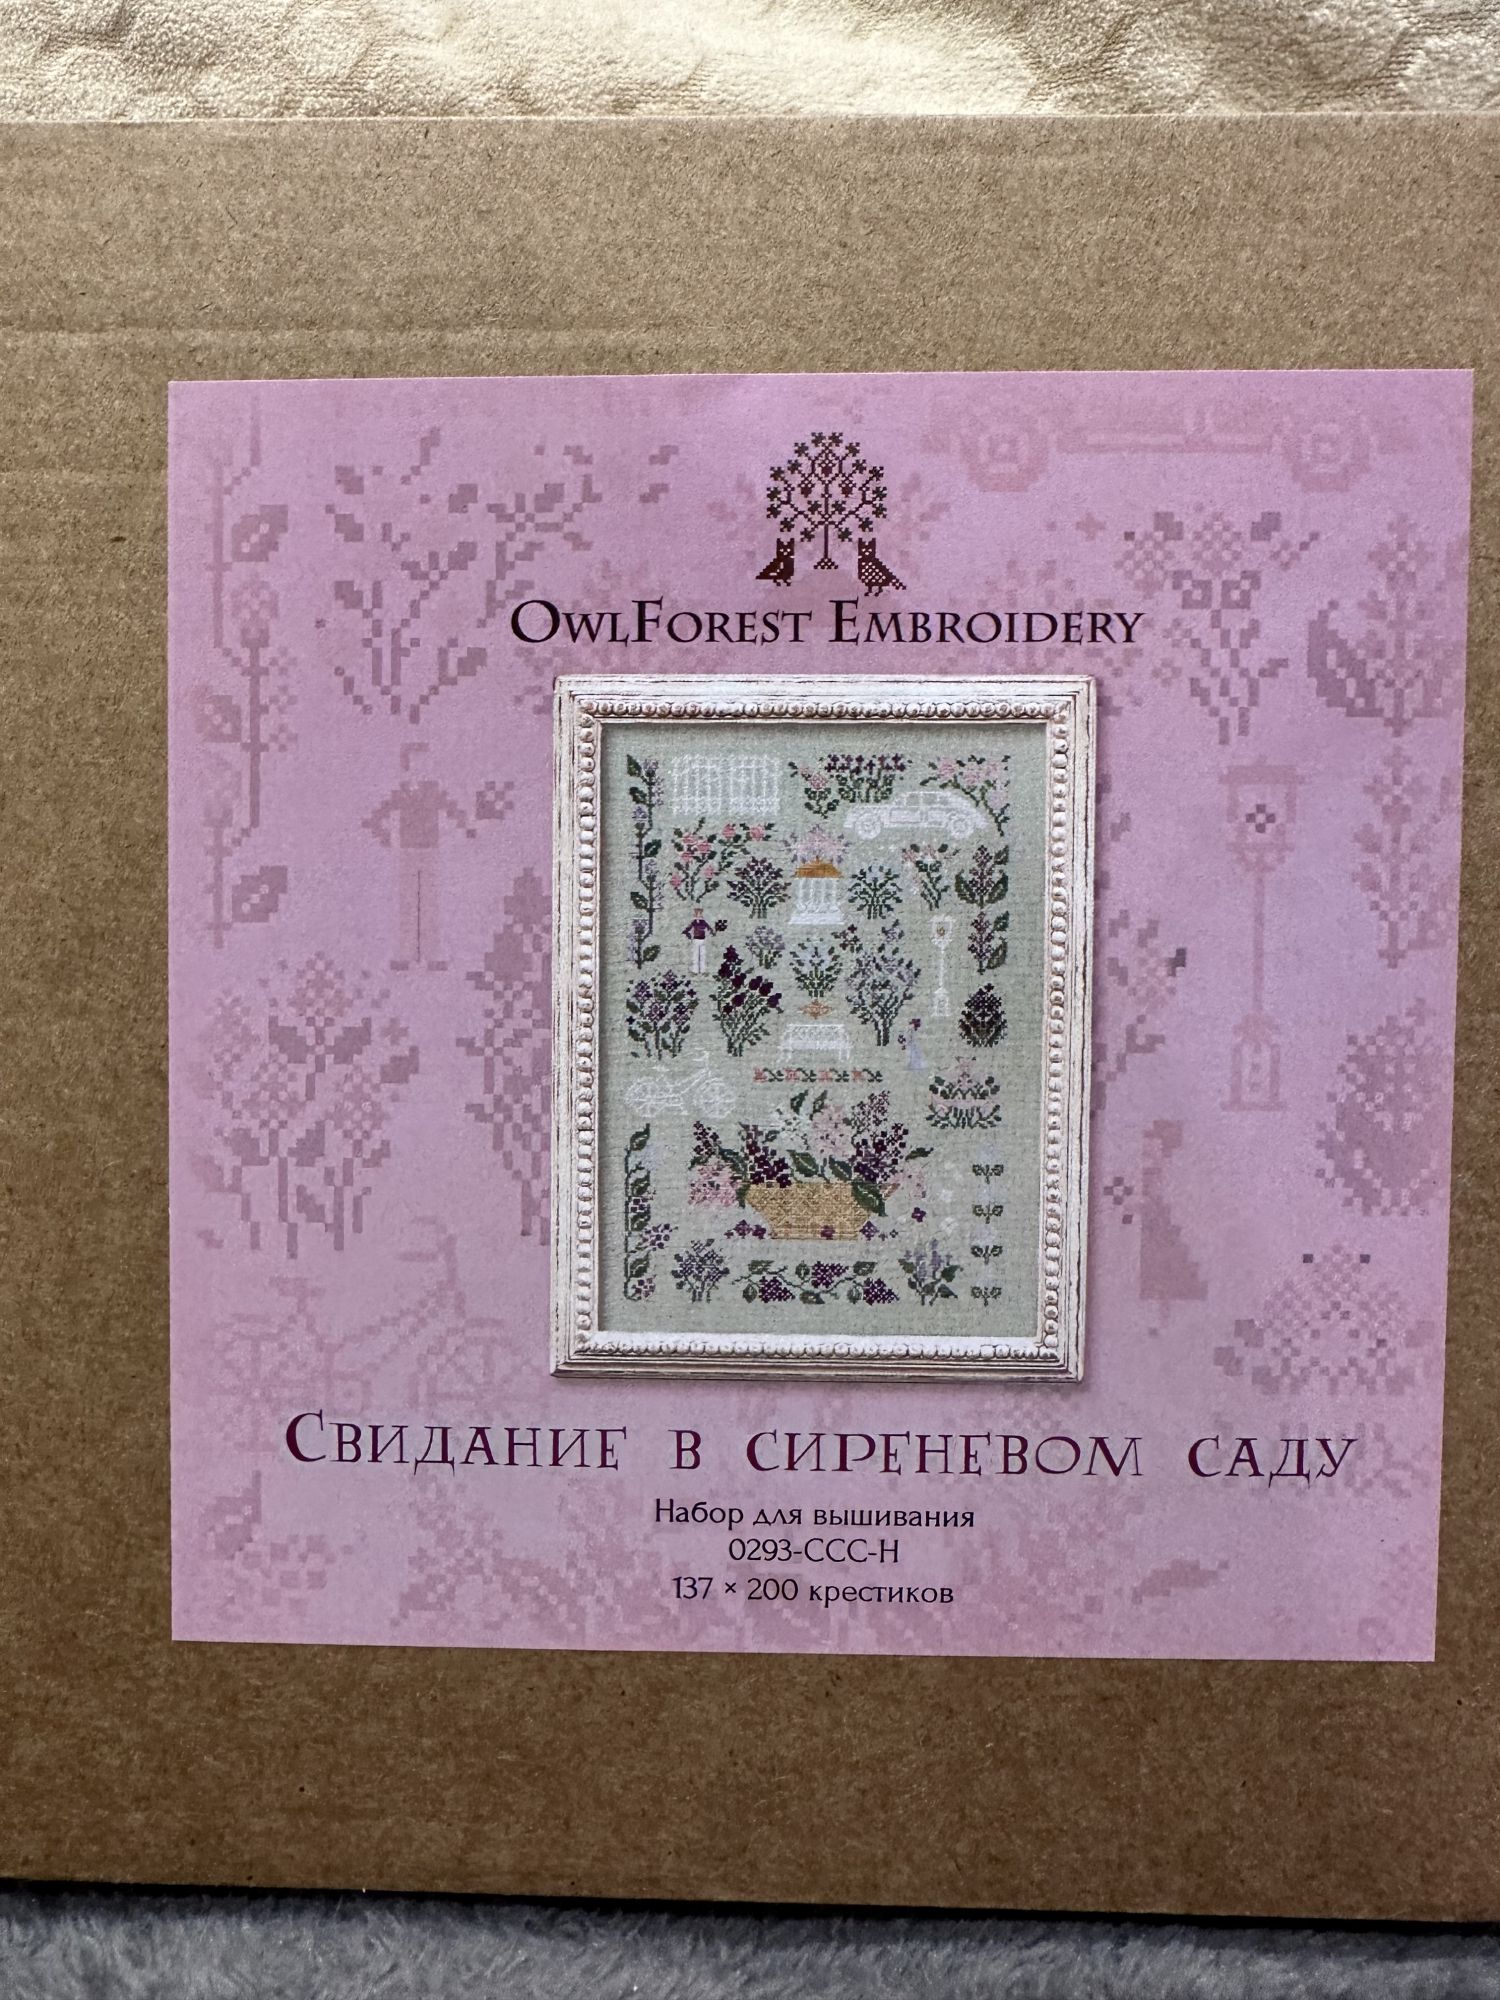 OwlForest Embroidery
Свидание в сиреневом саду
Набор для вышивания
0293-ССС-Н
137 × 200 крестиков